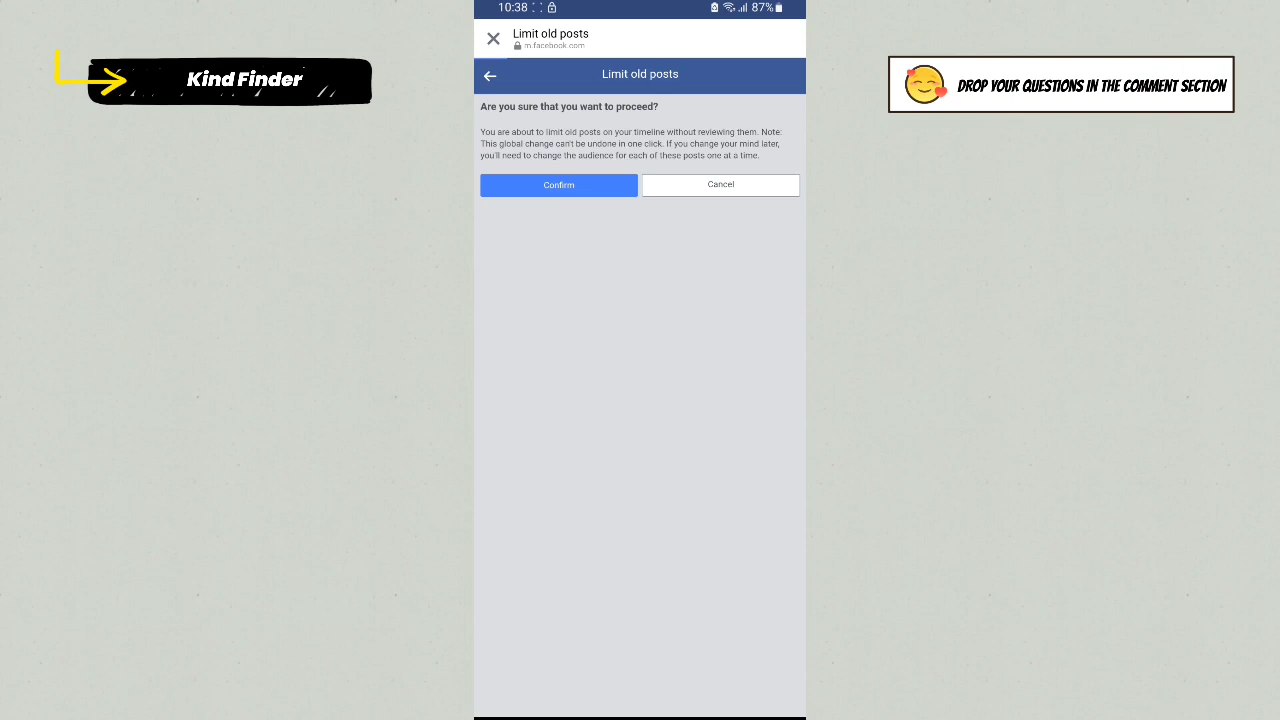 10:38
87%
Limit old posts
m.facebook.com
Limit old posts
Are you sure that you want to proceed?
You are about to limit old posts on your timeline without reviewing them. Note:
This global change can't be undone in one click. If you change your mind later,
you'll need to change the audience for each of these posts one at a time.
Confirm
Cancel
Kind Finder
DROP YOUR QUESTIONS IN THE COMMENT SECTION